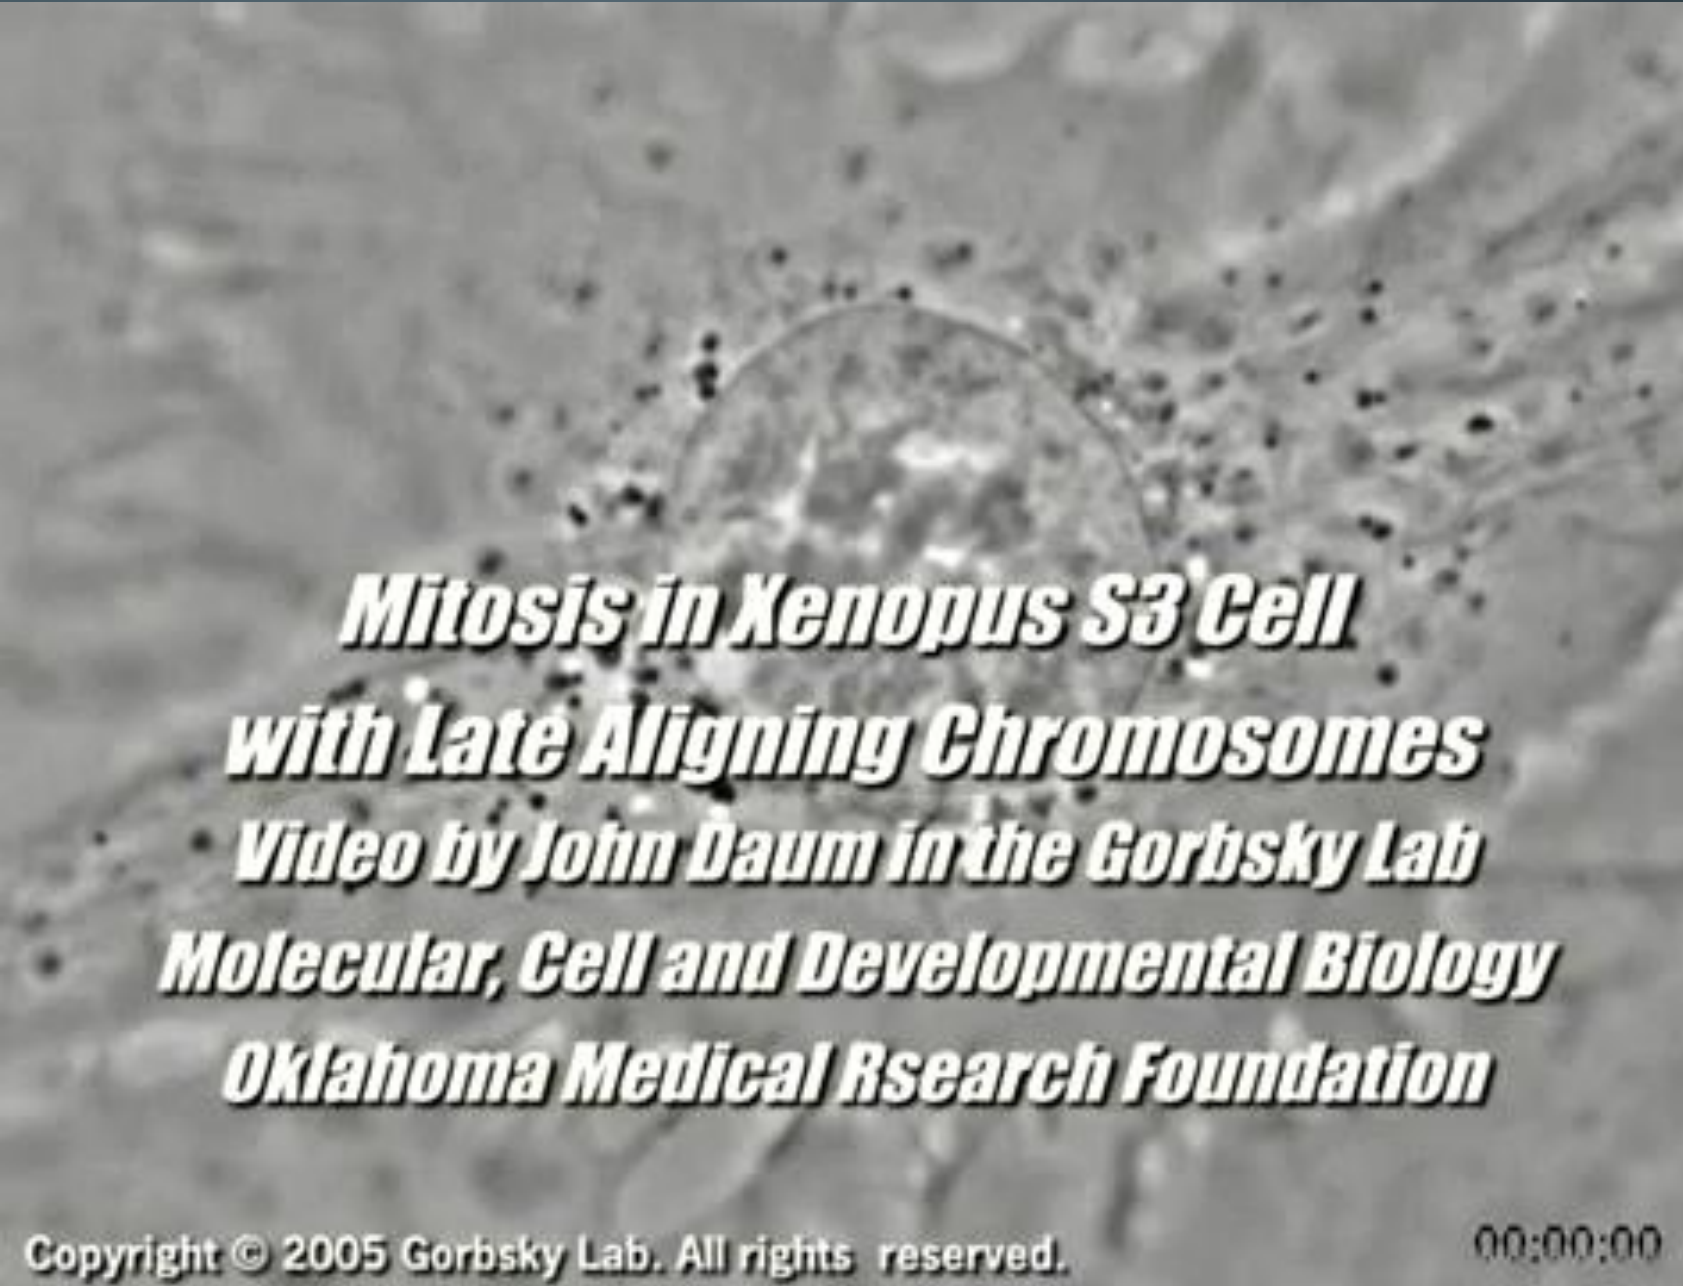 Mitosis in Xenopus S3 Cell
with Late Aligning Chromosomes
Video by John Daum in the Gorbsky Lab
Molecular, Cell and Developmental Biology
Oklahoma Medical Rsearch Foundation
Copyright © 2005 Gorbsky Lab. All rights reserved.
00:00:00